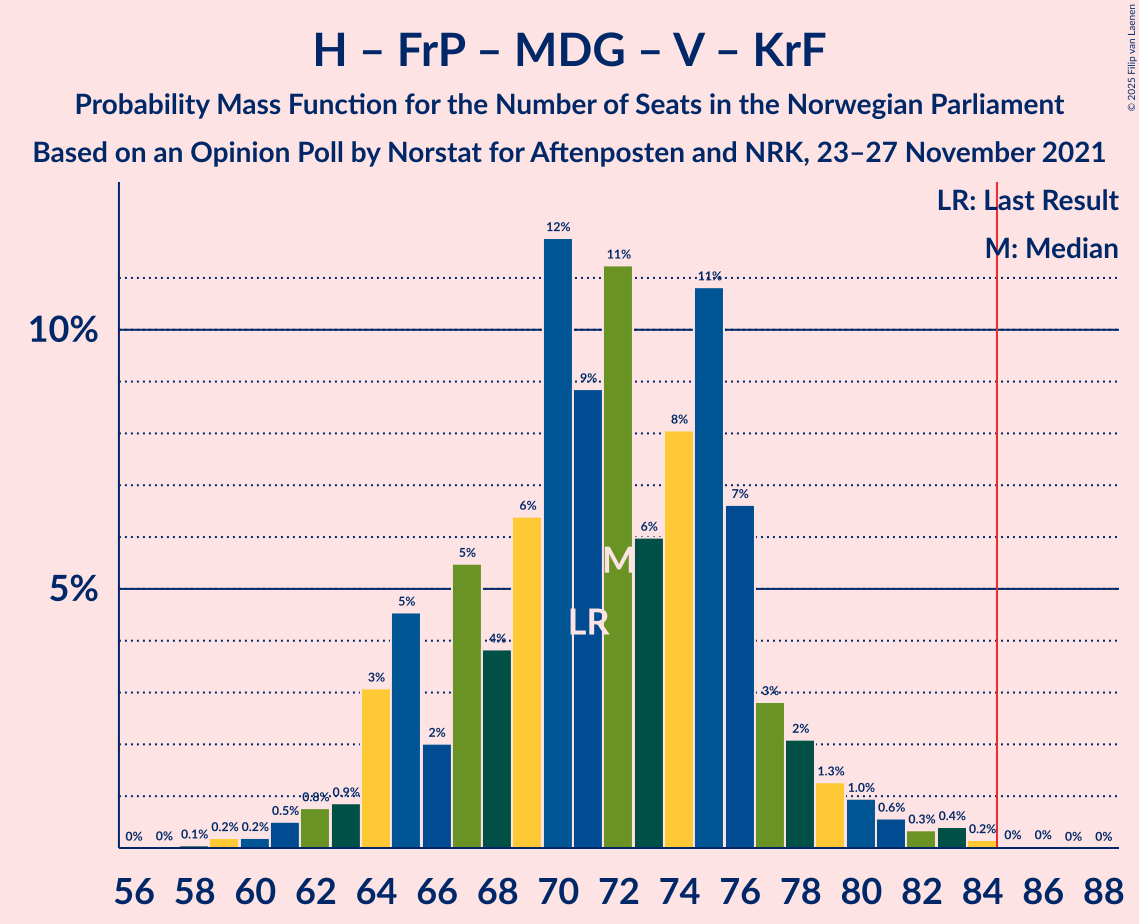 H – FrP – MDG – V – KrF
Probability Mass Function for the Number of Seats in the Norwegian Parliament
Based on an Opinion Poll by Norstat for Aftenposten and NRK, 23–27 November 2021
© 2025 Filip van Laenen
LR: Last Result
M: Median
10%
5%
0% 0% 0.1% 0.2% 0.2% 0.5% 0.8% 0.9% 3% 5% 2% 5% 4% 6% 12% 9% 11% 6% 8% 11% 7% 3% 2% 1.3% 1.0% 0.6% 0.3% 0.4% 0.2% 0% 0% 0% 0%
M
LR
56 58 60 62 64 66 68 70 72 74 76 78 80 82 84 86 88